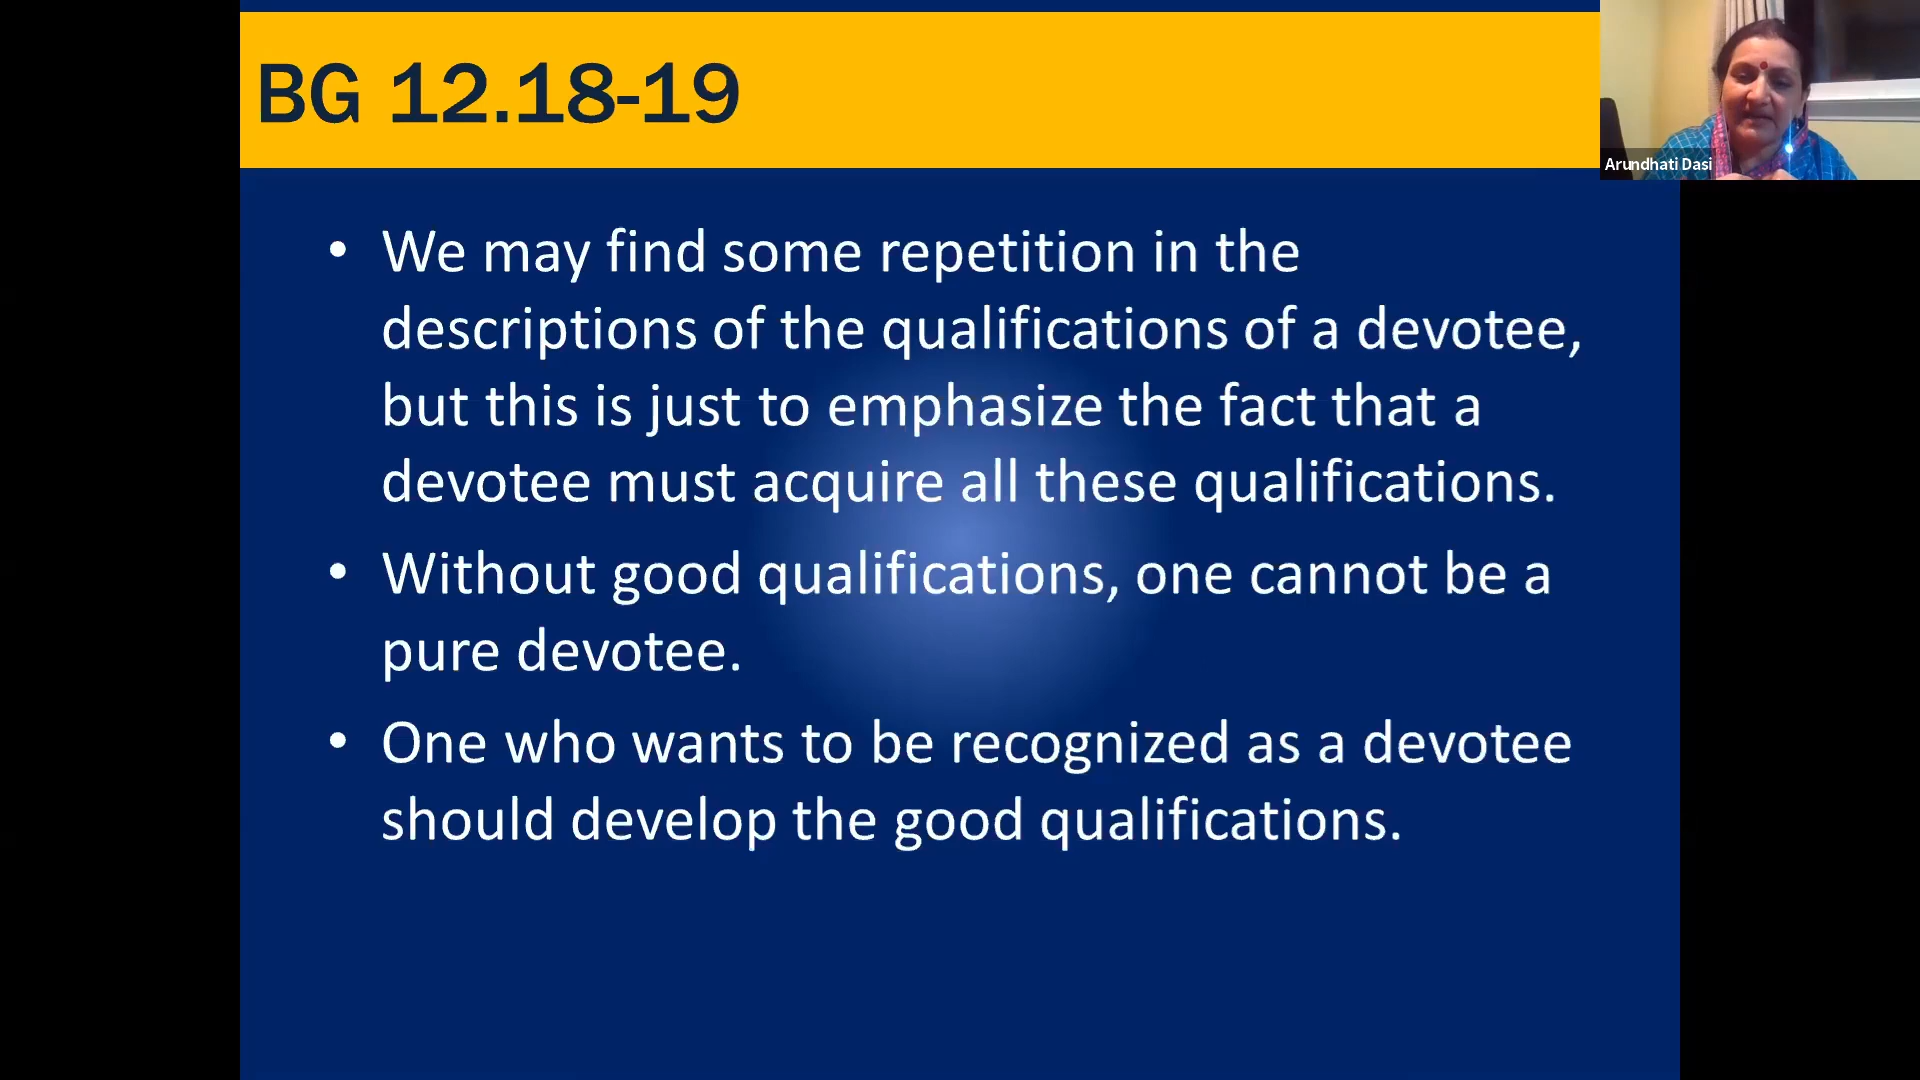 BG 12.18-19
Arundhati Dasi
• We may find some repetition in the
descriptions of the qualifications of a devotee,
but this is just to emphasize the fact that a
devotee must acquire all these qualifications.
• Without good qualifications, one cannot be a
pure devotee.
• One who wants to be recognized as a devotee
should develop the good qualifications.